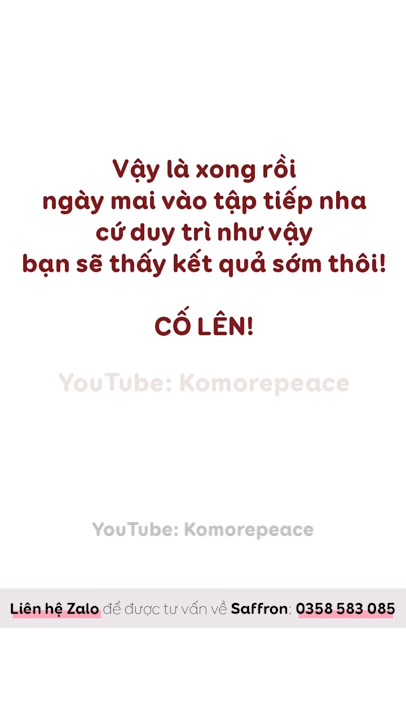 Vậy là xong rồi
ngày mai vào tập tiếp nha
cứ duy trì như vậy
bạn sẽ thấy kết quả sớm thôi!
CỐ LÊN!
YouTube: Komorepeace
YouTube: Komorepeace
Liên hệ Zalo để được tư vấn về Saffron: 0358 583 085